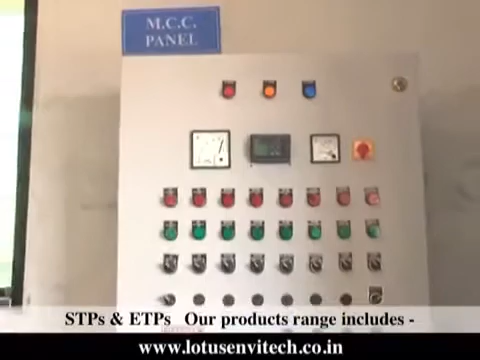 M.C.C.
PANEL
STPs & ETPs Our products range includes -
www.lotusenvitech.co.in